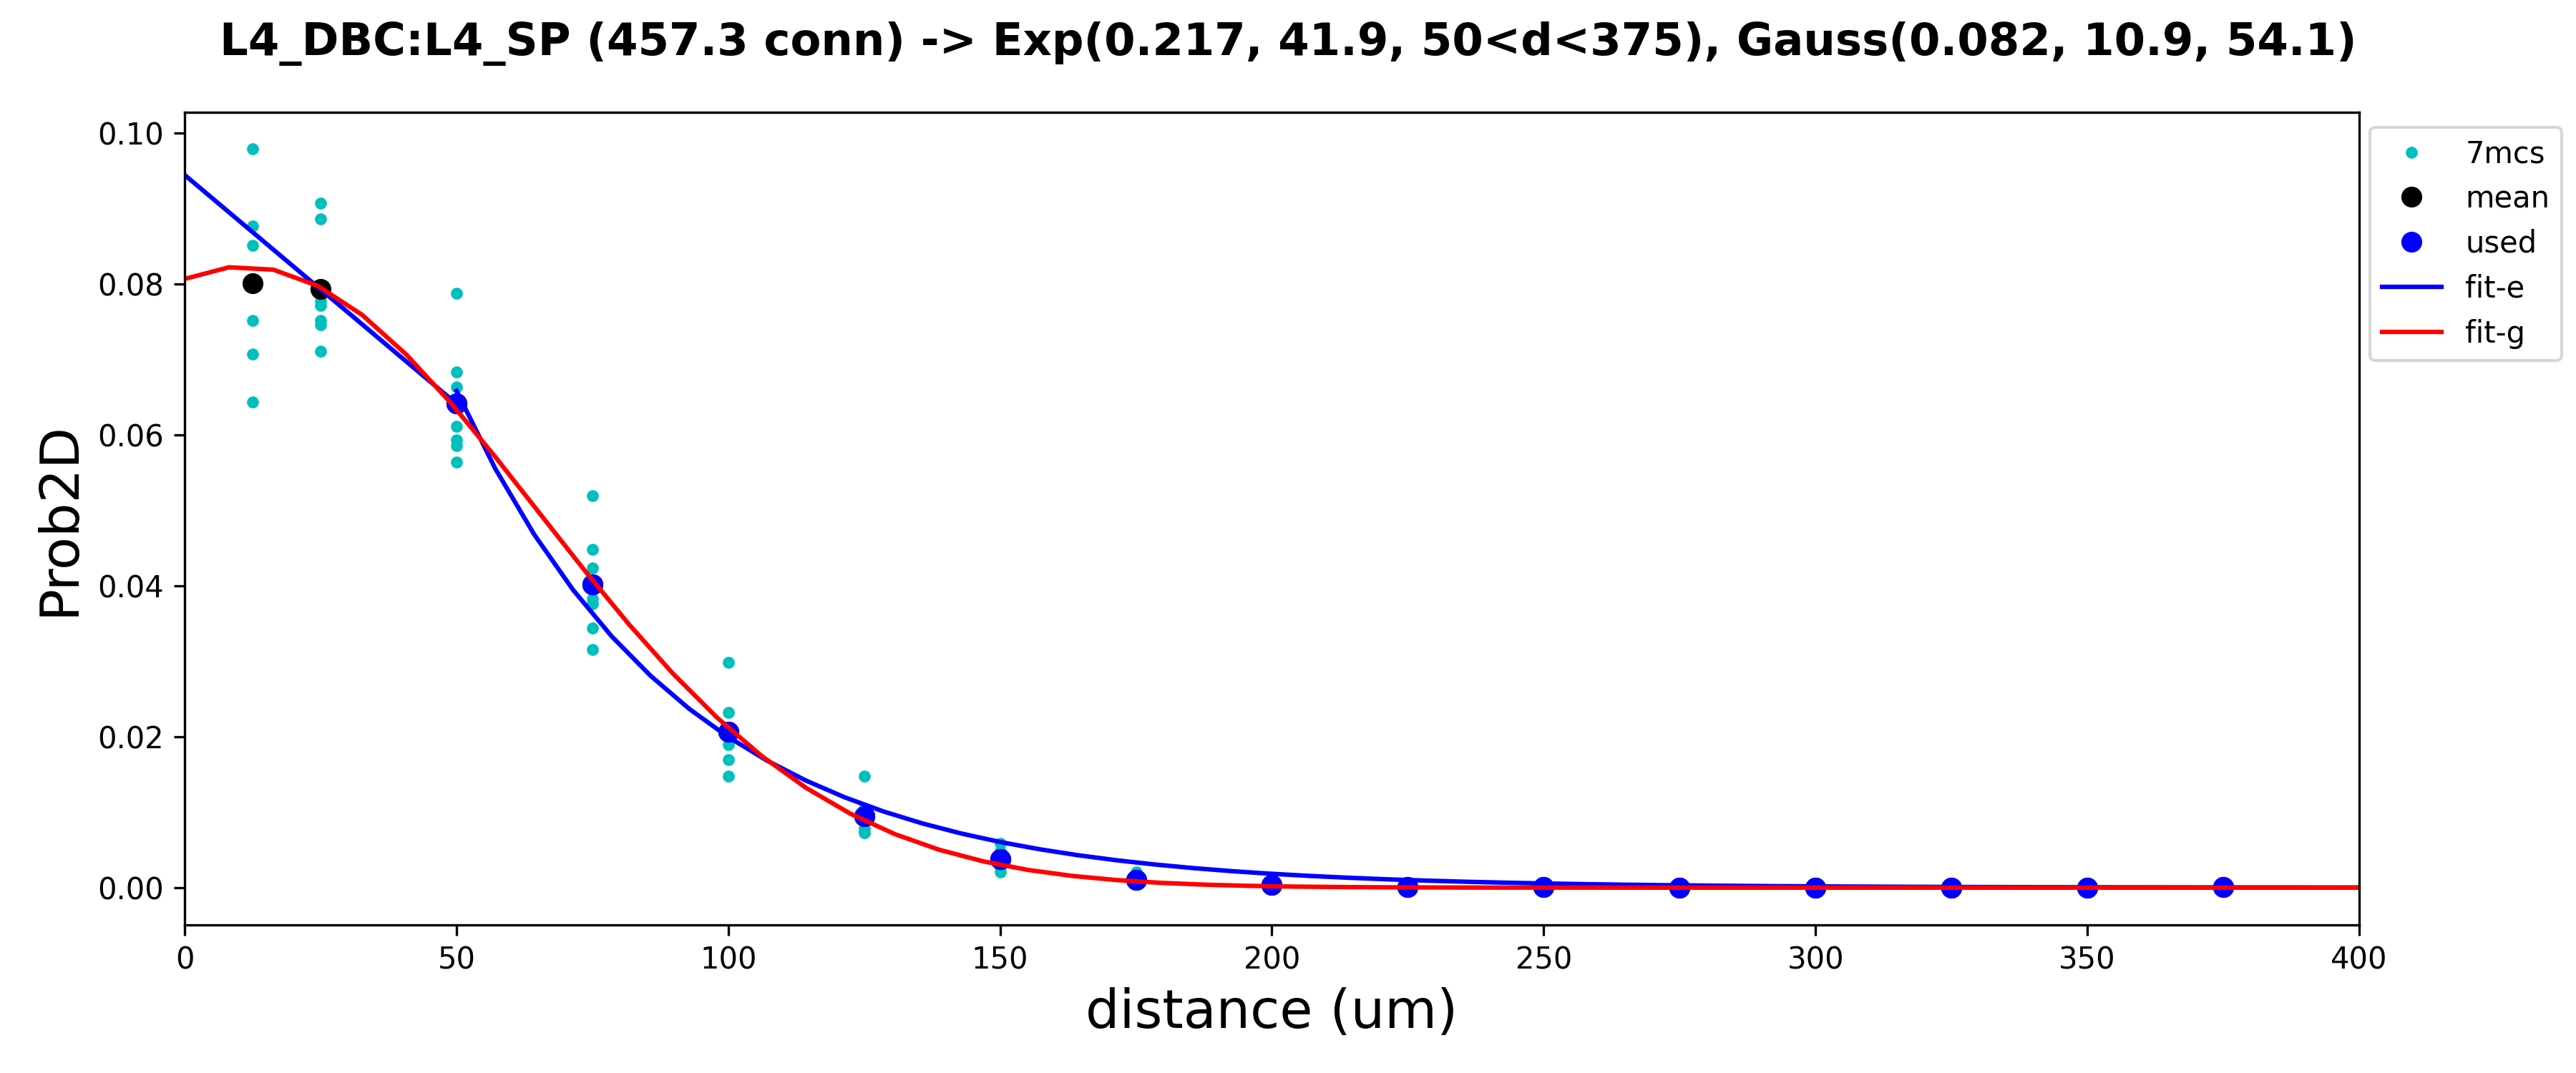 L4_DBC:L4_SP (457.3 conn) -> Exp(0.217, 41.9, 50<d<375), Gauss(0.082, 10.9, 54.1)
0.10
0.08
0.06
0.04
0.02
0.00
Prob2D
0 50 100 150 200 250 300 350 400
distance (um)
7mcs
mean
used
fit-e
fit-g